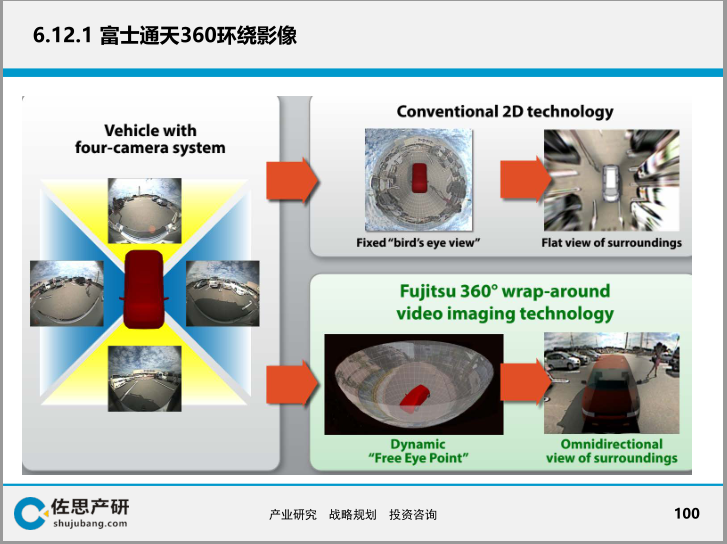 6.12.1 富士通天360环绕影像
Vehicle with
four-camera system
Conventional 2D technology
Fixed “bird’s eye view”
Flat view of surroundings
Fujitsu 360° wrap-around
video imaging technology
Dynamic
“Free Eye Point”
Omnidirectional
view of surroundings
佐思产研
shujubang.com
产业研究 战略规划 投资咨询
100